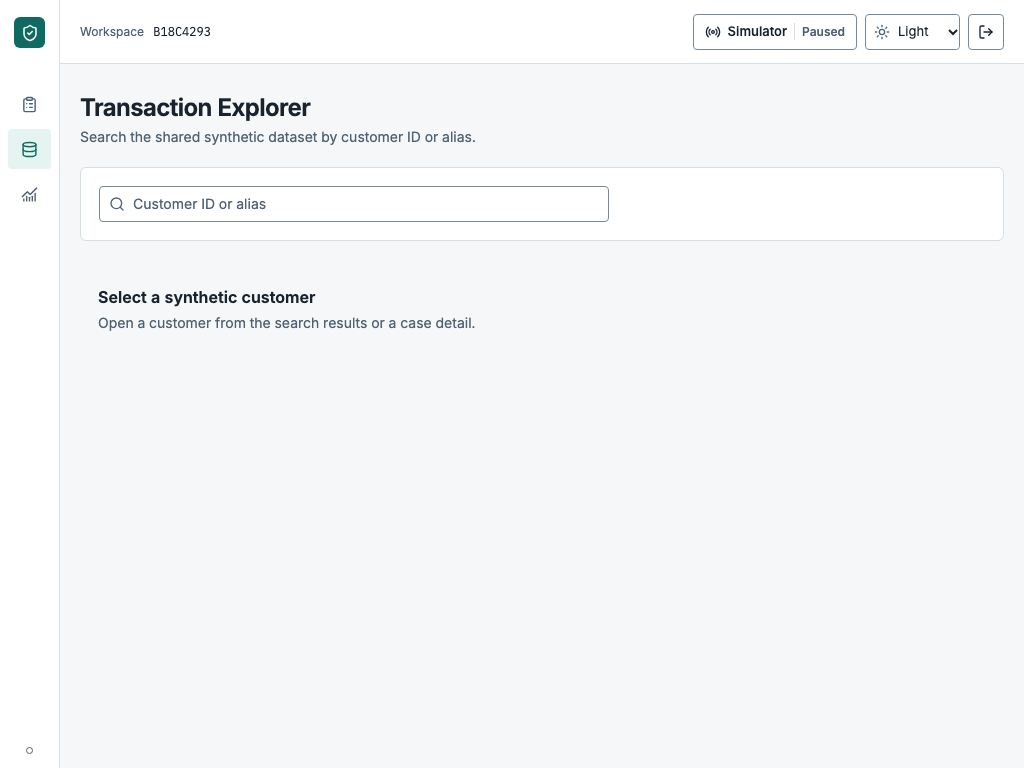 Workspace B18C4293
Simulator Paused
Light
Transaction Explorer
Search the shared synthetic dataset by customer ID or alias.
Customer ID or alias
Select a synthetic customer
Open a customer from the search results or a case detail.